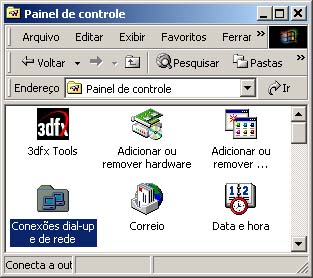 Painel de controle
Arquivo Editar Exibir Favoritos Ferrar »
Voltar Pesquisar Pastas »
Endereço Painel de controle Ir
3dfx
3dfx Tools
Adicionar ou
remover hardware
Adicionar ou
remover ...
Conexões dial-up
e de rede
Correio
12
Data e hora
Conecta a out